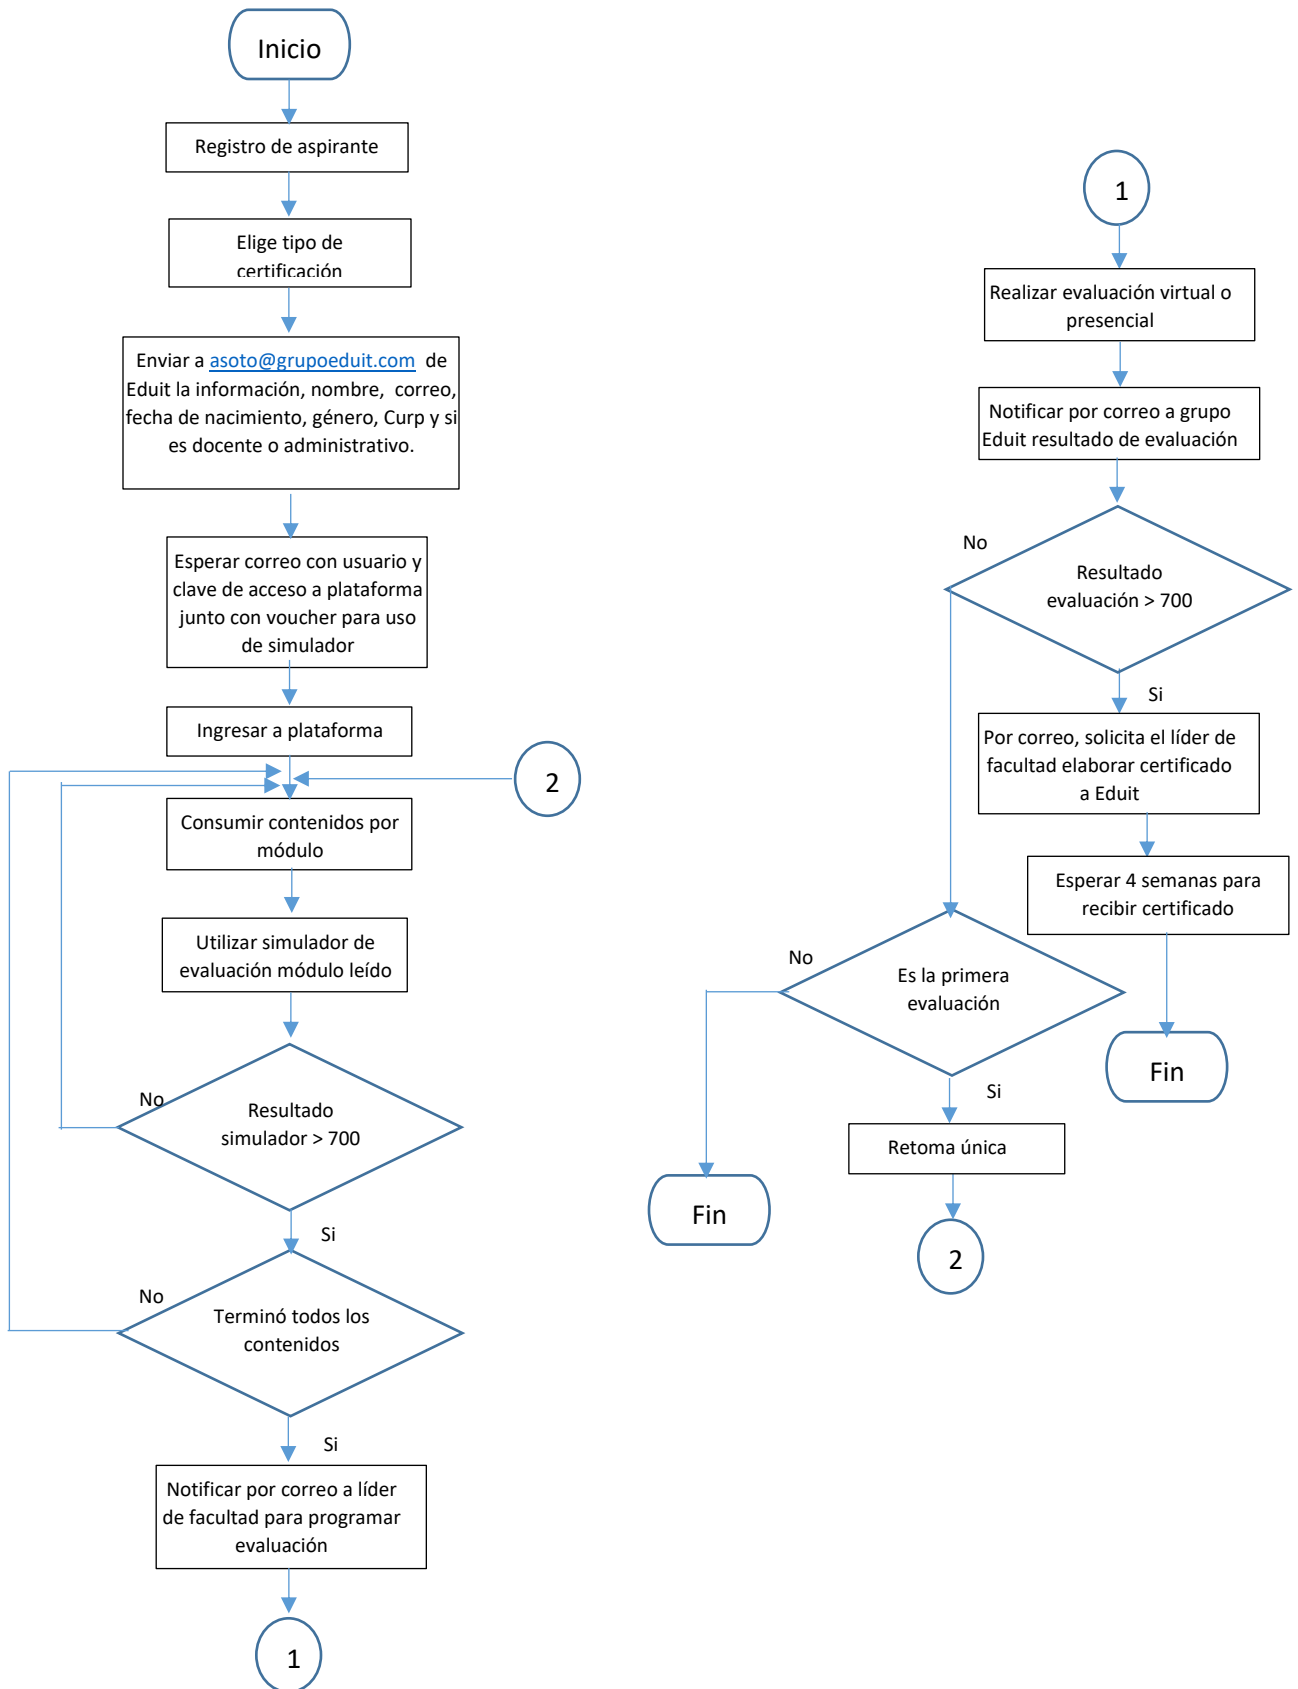 Inicio
Registro de aspirante
Elige tipo de
certificación
Enviar a asoto@grupoeduit.com de
Eduit la información, nombre, correo,
fecha de nacimiento, género, Curp y si
es docente o administrativo.
Esperar correo con usuario y
clave de acceso a plataforma
junto con voucher para uso
de simulador
Ingresar a plataforma
2
Consumir contenidos por
módulo
Utilizar simulador de
evaluación módulo leído
No
Resultado
simulador > 700
Si
No
Terminó todos los
contenidos
Si
Notificar por correo a líder
de facultad para programar
evaluación
1
1
Realizar evaluación virtual o
presencial
Notificar por correo a grupo
Eduit resultado de evaluación
No
Resultado
evaluación > 700
Si
Por correo, solicita el líder de
facultad elaborar certificado
a Eduit
Esperar 4 semanas para
recibir certificado
Fin
No
Es la primera
evaluación
Si
Retoma única
Fin
2